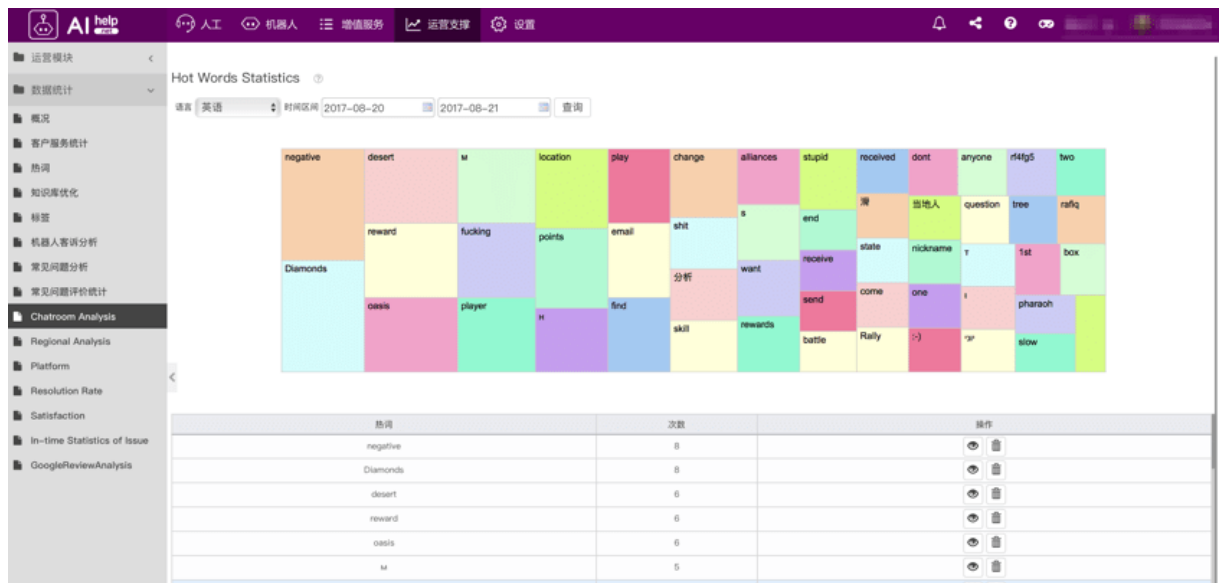 AI help .net 人工 机器人 增值服务 运营支撑 设置
运营模块
数据统计
概况
客户服务统计
热词
知识库优化
标签
机器人客诉分析
常见问题分析
常见问题评价统计
Chatroom Analysis
Regional Analysis
Platform
Resolution Rate
Satisfaction
In-time Statistics of Issue
GoogleReviewAnalysis
Hot Words Statistics
语言 英语 时间区间 2017-08-20 2017-08-21 查询
negative desert M location play change alliances stupid received dont anyone rf4fg5 two
滑 当地人 question tree rafiq
s end
shit
reward fucking points email
state nickname T 1st box
receive
Diamonds 分析 want
come one I pharaoh
send
oasis player H find skill rewards
battle Rally :-) slow
热词 次数 操作
negative 8
Diamonds 8
desert 6
reward 6
oasis 6
M 5